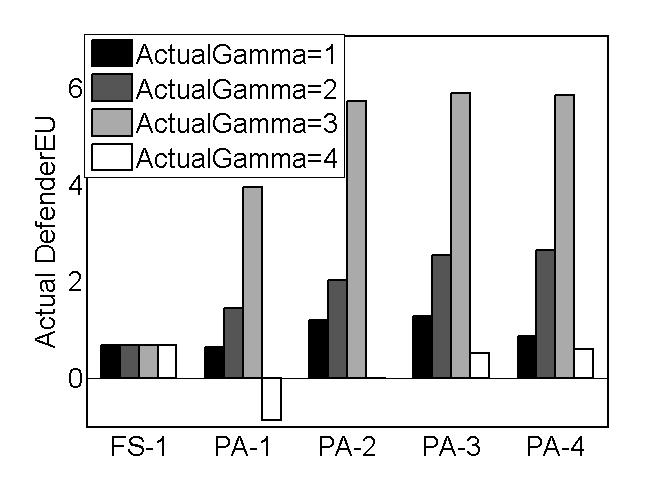 ActualGamma=1
ActualGamma=2
ActualGamma=3
ActualGamma=4
Actual DefenderEU
6
4
2
0
FS-1 PA-1 PA-2 PA-3 PA-4